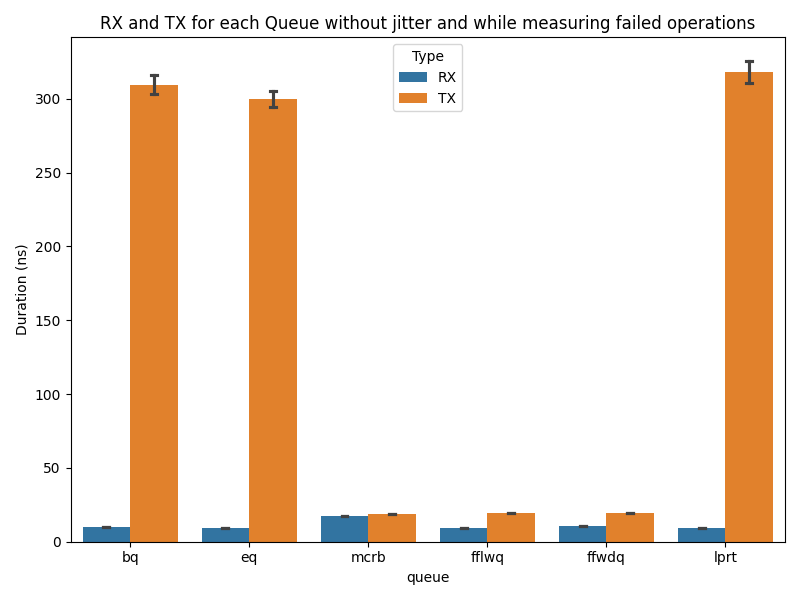 RX and TX for each Queue without jitter and while measuring failed operations
Type
RX
TX
300
250
200
150
100
50
0
Duration (ns)
bq eq mcrb fflwq ffwdq lprt
queue